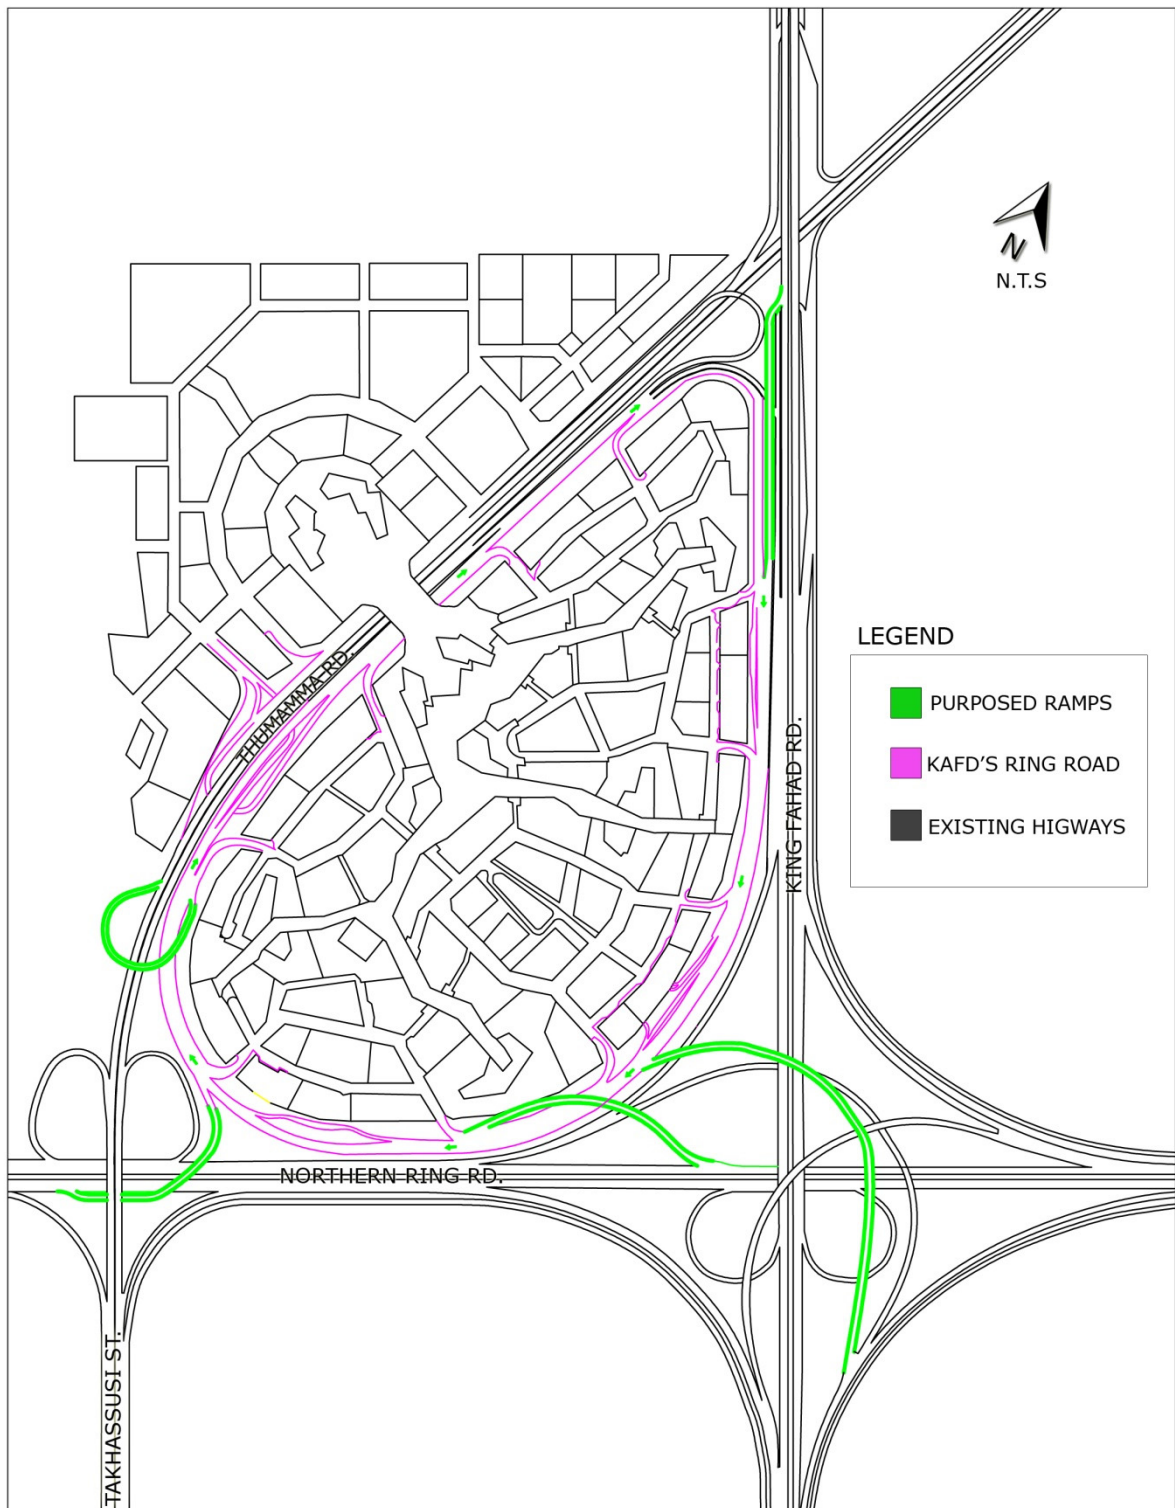 N
N.T.S
LEGEND
PURPOSED RAMPS
KAFD'S RING ROAD
EXISTING HIGWAYS
THUMAMMA RD.
KING FAHAD RD.
NORTHERN RING RD.
TAKHASSUSI ST.